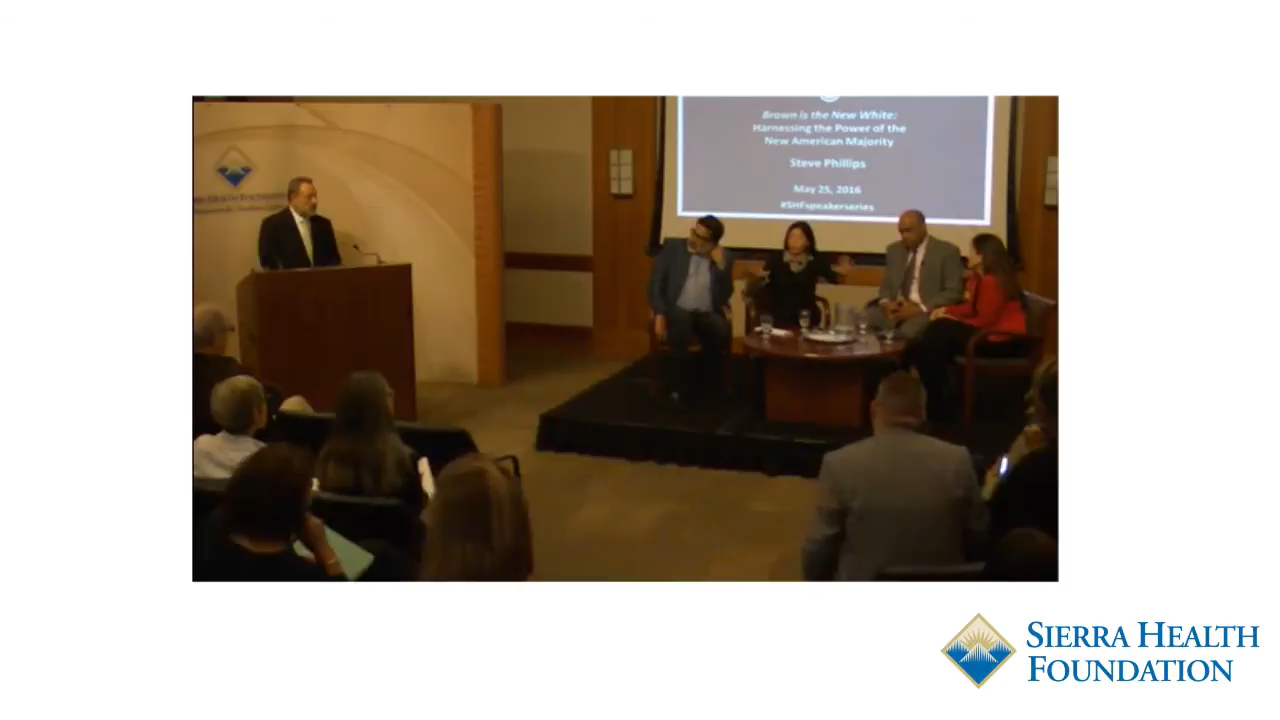 Brown is the New White:
Harnessing the Power of the
New American Majority
Steve Phillips
May 25, 2016
#SHFspeakerseries
SIERRA HEALTH
FOUNDATION